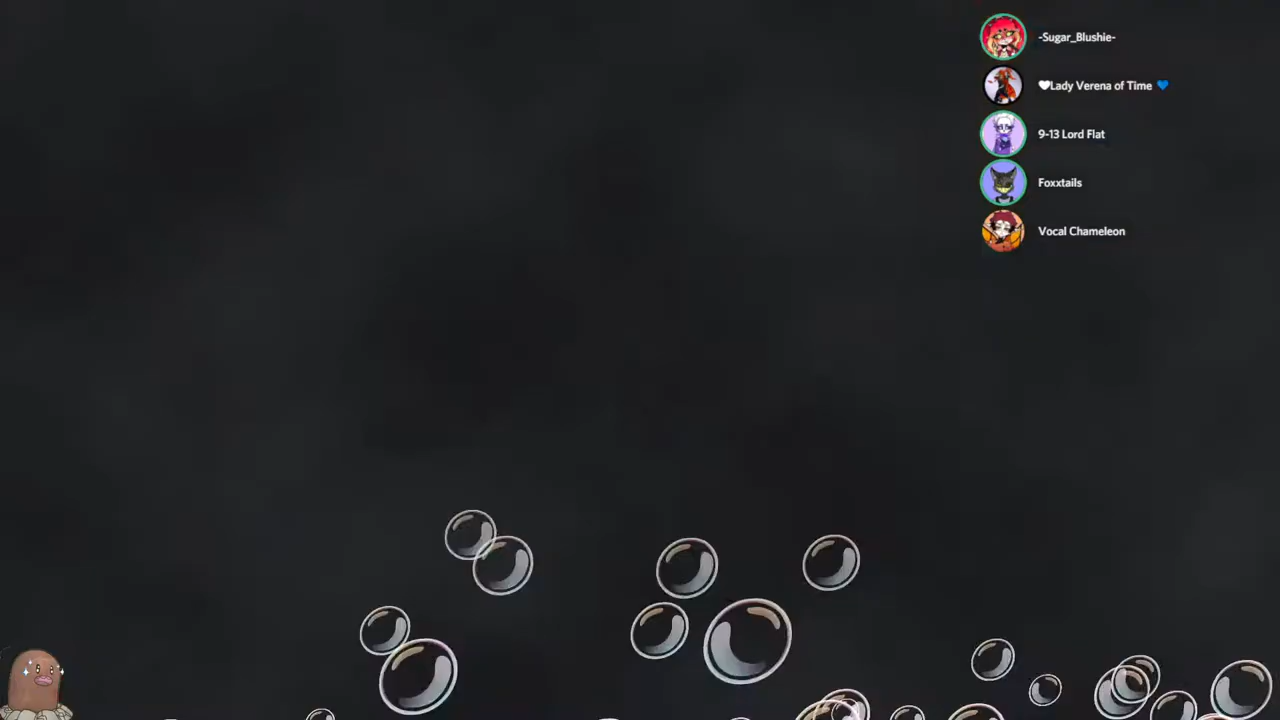 -Sugar_Blushie-
🤍Lady Verena of Time 💙
9-13 Lord Flat
Foxxtails
Vocal Chameleon